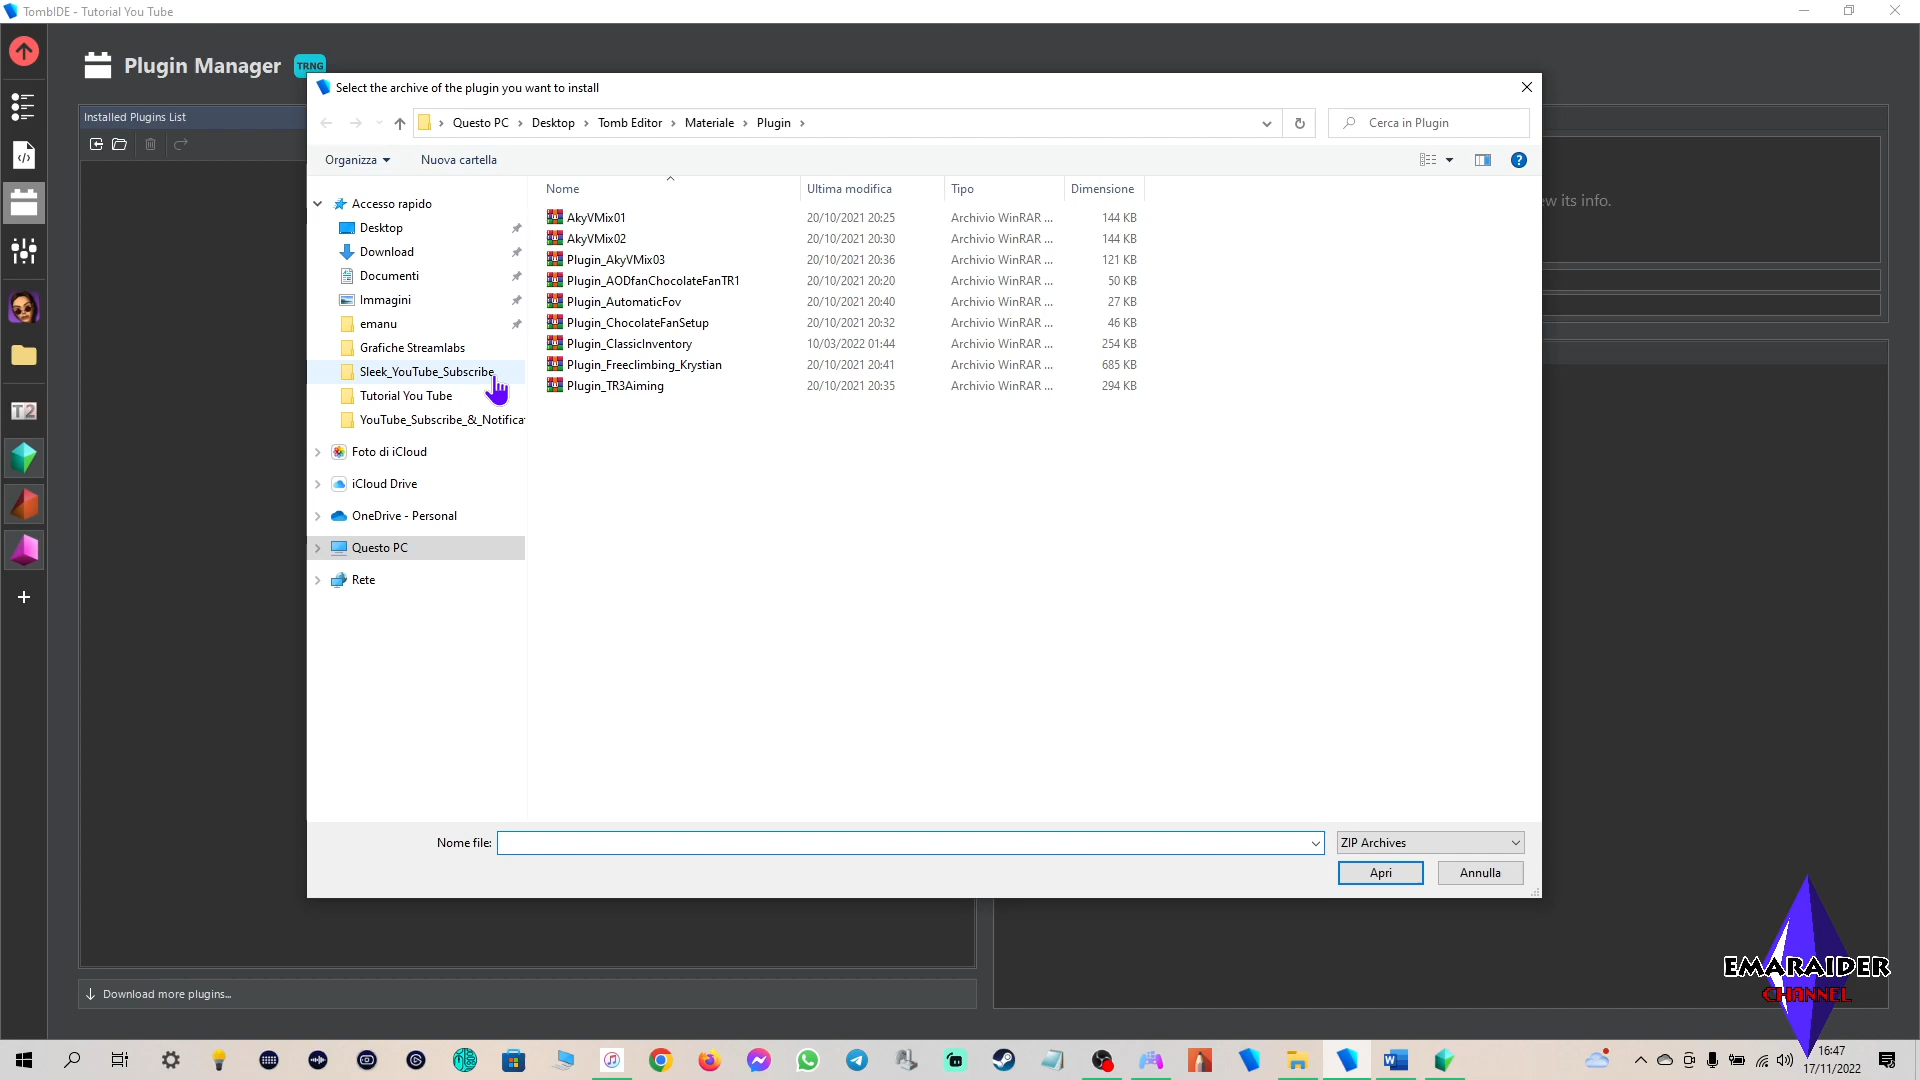 TombIDE - Tutorial You Tube
Plugin Manager
TRNG
Installed Plugins List
Select the archive of the plugin you want to install
Questo PC > Desktop > Tomb Editor > Materiale > Plugin >
Cerca in Plugin
Organizza
Nuova cartella
Nome Ultima modifica Tipo Dimensione
Accesso rapido
Desktop
Download
Documenti
Immagini
emanu
Grafiche Streamlabs
Sleek_YouTube_Subscribe
Tutorial You Tube
YouTube_Subscribe_&_Notifica
Foto di iCloud
iCloud Drive
OneDrive - Personal
Questo PC
Rete
AkyVMix01 20/10/2021 20:25 Archivio WinRAR ... 144 KB
AkyVMix02 20/10/2021 20:30 Archivio WinRAR ... 144 KB
Plugin_AkyVMix03 20/10/2021 20:36 Archivio WinRAR ... 121 KB
Plugin_AODfanChocolateFanTR1 20/10/2021 20:20 Archivio WinRAR ... 50 KB
Plugin_AutomaticFov 20/10/2021 20:40 Archivio WinRAR ... 27 KB
Plugin_ChocolateFanSetup 20/10/2021 20:32 Archivio WinRAR ... 46 KB
Plugin_ClassicInventory 10/03/2022 01:44 Archivio WinRAR ... 254 KB
Plugin_Freeclimbing_Krystian 20/10/2021 20:41 Archivio WinRAR ... 685 KB
Plugin_TR3Aiming 20/10/2021 20:35 Archivio WinRAR ... 294 KB
ew its info.
Nome file:
ZIP Archives
Apri
Annulla
Download more plugins...
T2
EMARAIDER
CHANNEL
16:47
17/11/2022